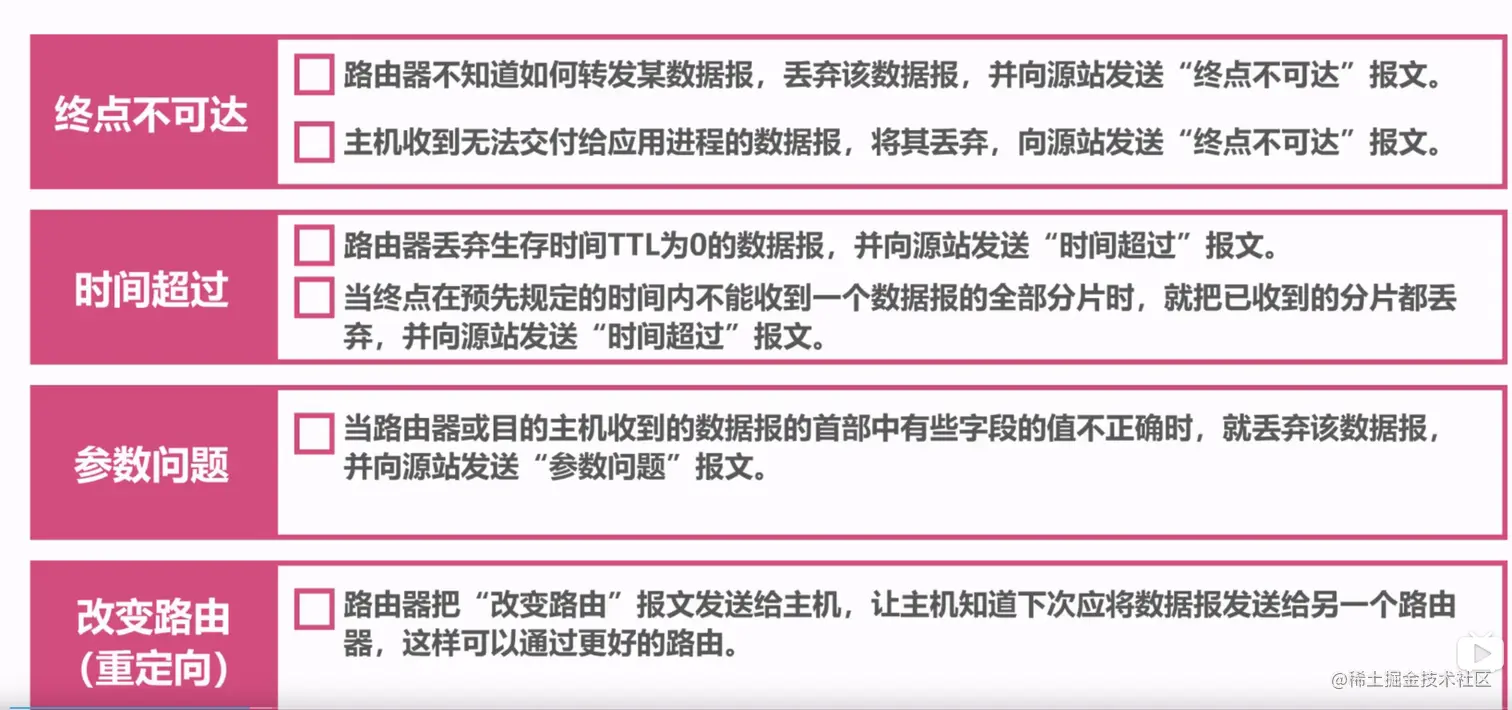 终点不可达
路由器不知道如何转发某数据报，丢弃该数据报，并向源站发送“终点不可达”报文。
主机收到无法交付给应用进程的数据报，将其丢弃，向源站发送“终点不可达”报文。
时间超过
路由器丢弃生存时间TTL为0的数据报，并向源站发送“时间超过”报文。
当终点在预先规定的时间内不能收到一个数据报的全部分片时，就把已收到的分片都丢
弃，并向源站发送“时间超过”报文。
参数问题
当路由器或目的主机收到的数据报的首部中有些字段的值不正确时，就丢弃该数据报，
并向源站发送“参数问题”报文。
改变路由
（重定向）
路由器把“改变路由”报文发送给主机，让主机知道下次应将数据报发送给另一个路由
器，这样可以通过更好的路由。
@稀土掘金技术社区